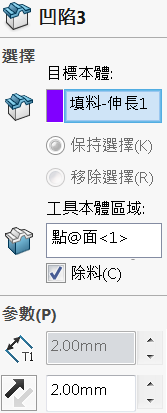 凹陷3
選擇
目標本體:
填料-伸長1
保持選擇(K)
移除選擇(R)
工具本體區域:
點@面<1>
除料(C)
參數(P)
T1
2.00mm
2.00mm